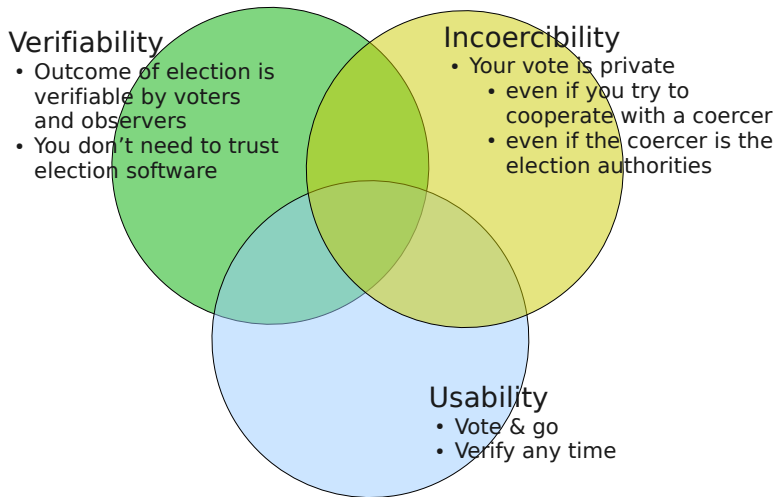 Verifiability
• Outcome of election is
verifiable by voters
and observers
• You don’t need to trust
election software
Incoercibility
• Your vote is private
• even if you try to
cooperate with a coercer
• even if the coercer is the
election authorities
Usability
• Vote & go
• Verify any time